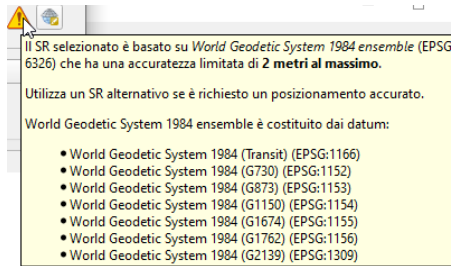 Il SR selezionato è basato su World Geodetic System 1984 ensemble (EPSG
6326) che ha una accuratezza limitata di 2 metri al massimo.
Utilizza un SR alternativo se è richiesto un posizionamento accurato.
World Geodetic System 1984 ensemble è costituito dai datum:
• World Geodetic System 1984 (Transit) (EPSG:1166)
• World Geodetic System 1984 (G730) (EPSG:1152)
• World Geodetic System 1984 (G873) (EPSG:1153)
• World Geodetic System 1984 (G1150) (EPSG:1154)
• World Geodetic System 1984 (G1674) (EPSG:1155)
• World Geodetic System 1984 (G1762) (EPSG:1156)
• World Geodetic System 1984 (G2139) (EPSG:1309)